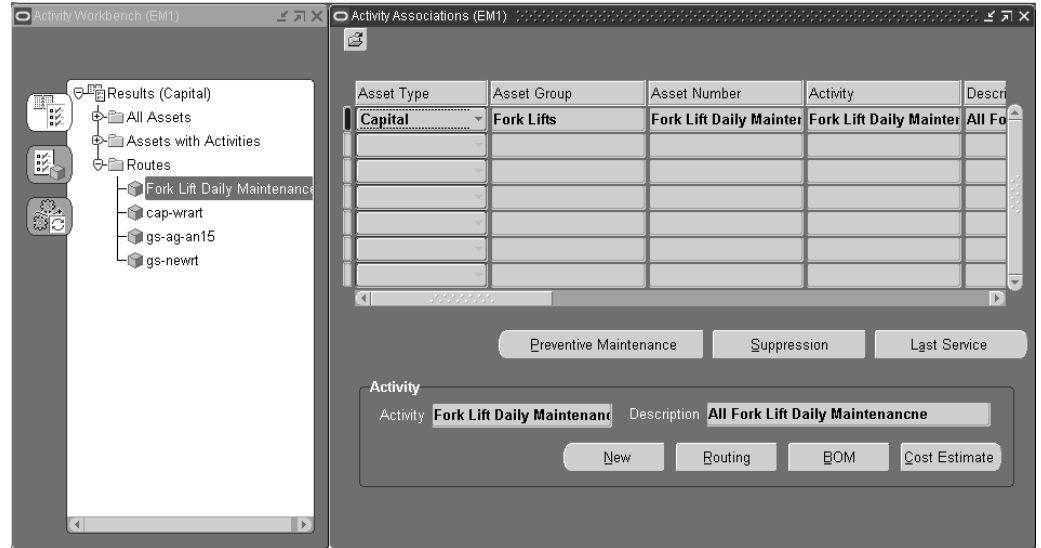 Activity Workbench (EM1)
Results (Capital)
All Assets
Assets with Activities
Routes
Fork Lift Daily Maintenance
cap-wrart
gs-ag-an15
gs-newrt
Activity Associations (EM1)
Asset Type Asset Group Asset Number Activity Descri
Capital Fork Lifts Fork Lift Daily Mainter Fork Lift Daily Mainter All Fo
Preventive Maintenance Suppression Last Service
Activity
Activity Fork Lift Daily Maintenanc Description All Fork Lift Daily Maintenancne
New Routing BOM Cost Estimate